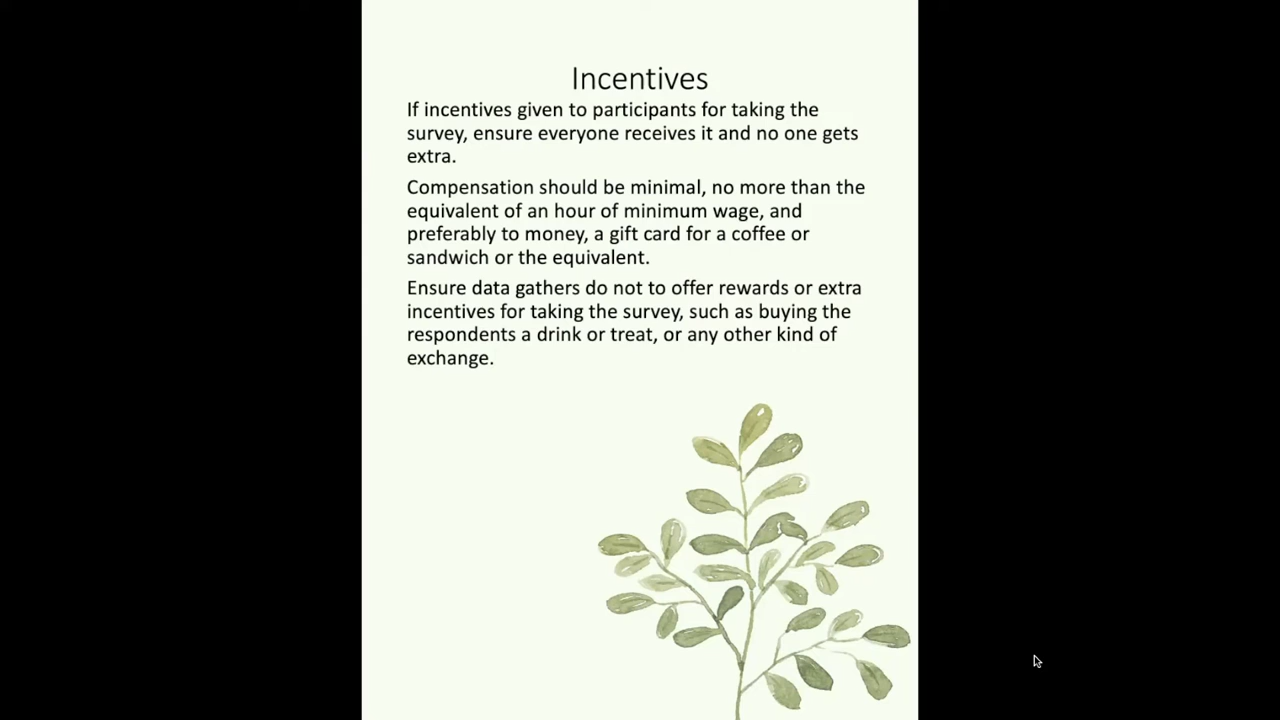 Incentives
If incentives given to participants for taking the
survey, ensure everyone receives it and no one gets
extra.
Compensation should be minimal, no more than the
equivalent of an hour of minimum wage, and
preferably to money, a gift card for a coffee or
sandwich or the equivalent.
Ensure data gathers do not to offer rewards or extra
incentives for taking the survey, such as buying the
respondents a drink or treat, or any other kind of
exchange.